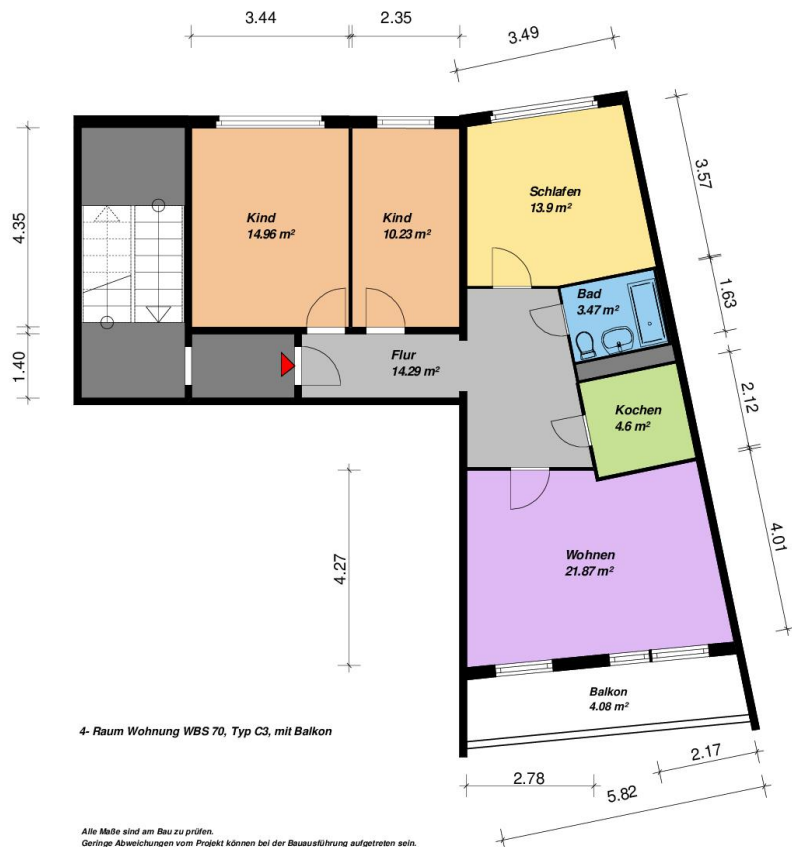 3.44
2.35
3.49
3.57
4.35
Schlafen
13.9 m²
Kind
14.96 m²
Kind
10.23 m²
1.63
Bad
3.47 m²
1.40
Flur
14.29 m²
2.12
Kochen
4.6 m²
4.01
4.27
Wohnen
21.87 m²
Balkon
4.08 m²
4- Raum Wohnung WBS 70, Typ C3, mit Balkon
2.17
2.78
5.82
Alle Maße sind am Bau zu prüfen.
Geringe Abweichungen vom Projekt können bei der Bauausführung aufgetreten sein.